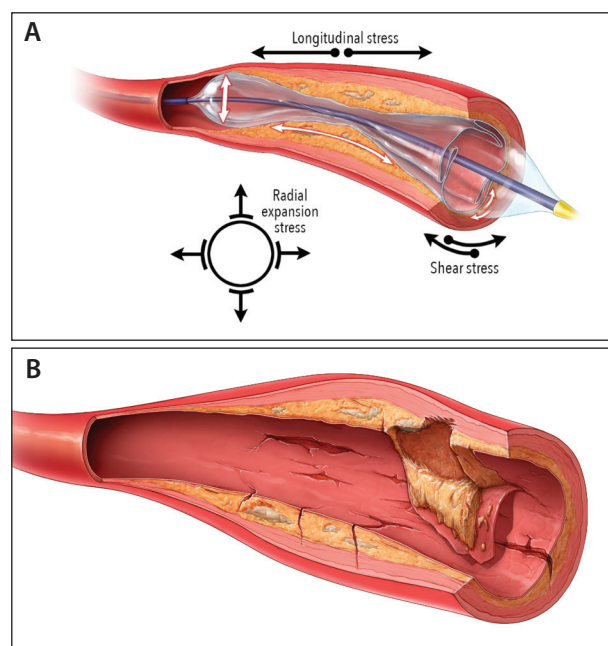 A
Longitudinal stress
Radial
expansion
stress
Shear stress
B